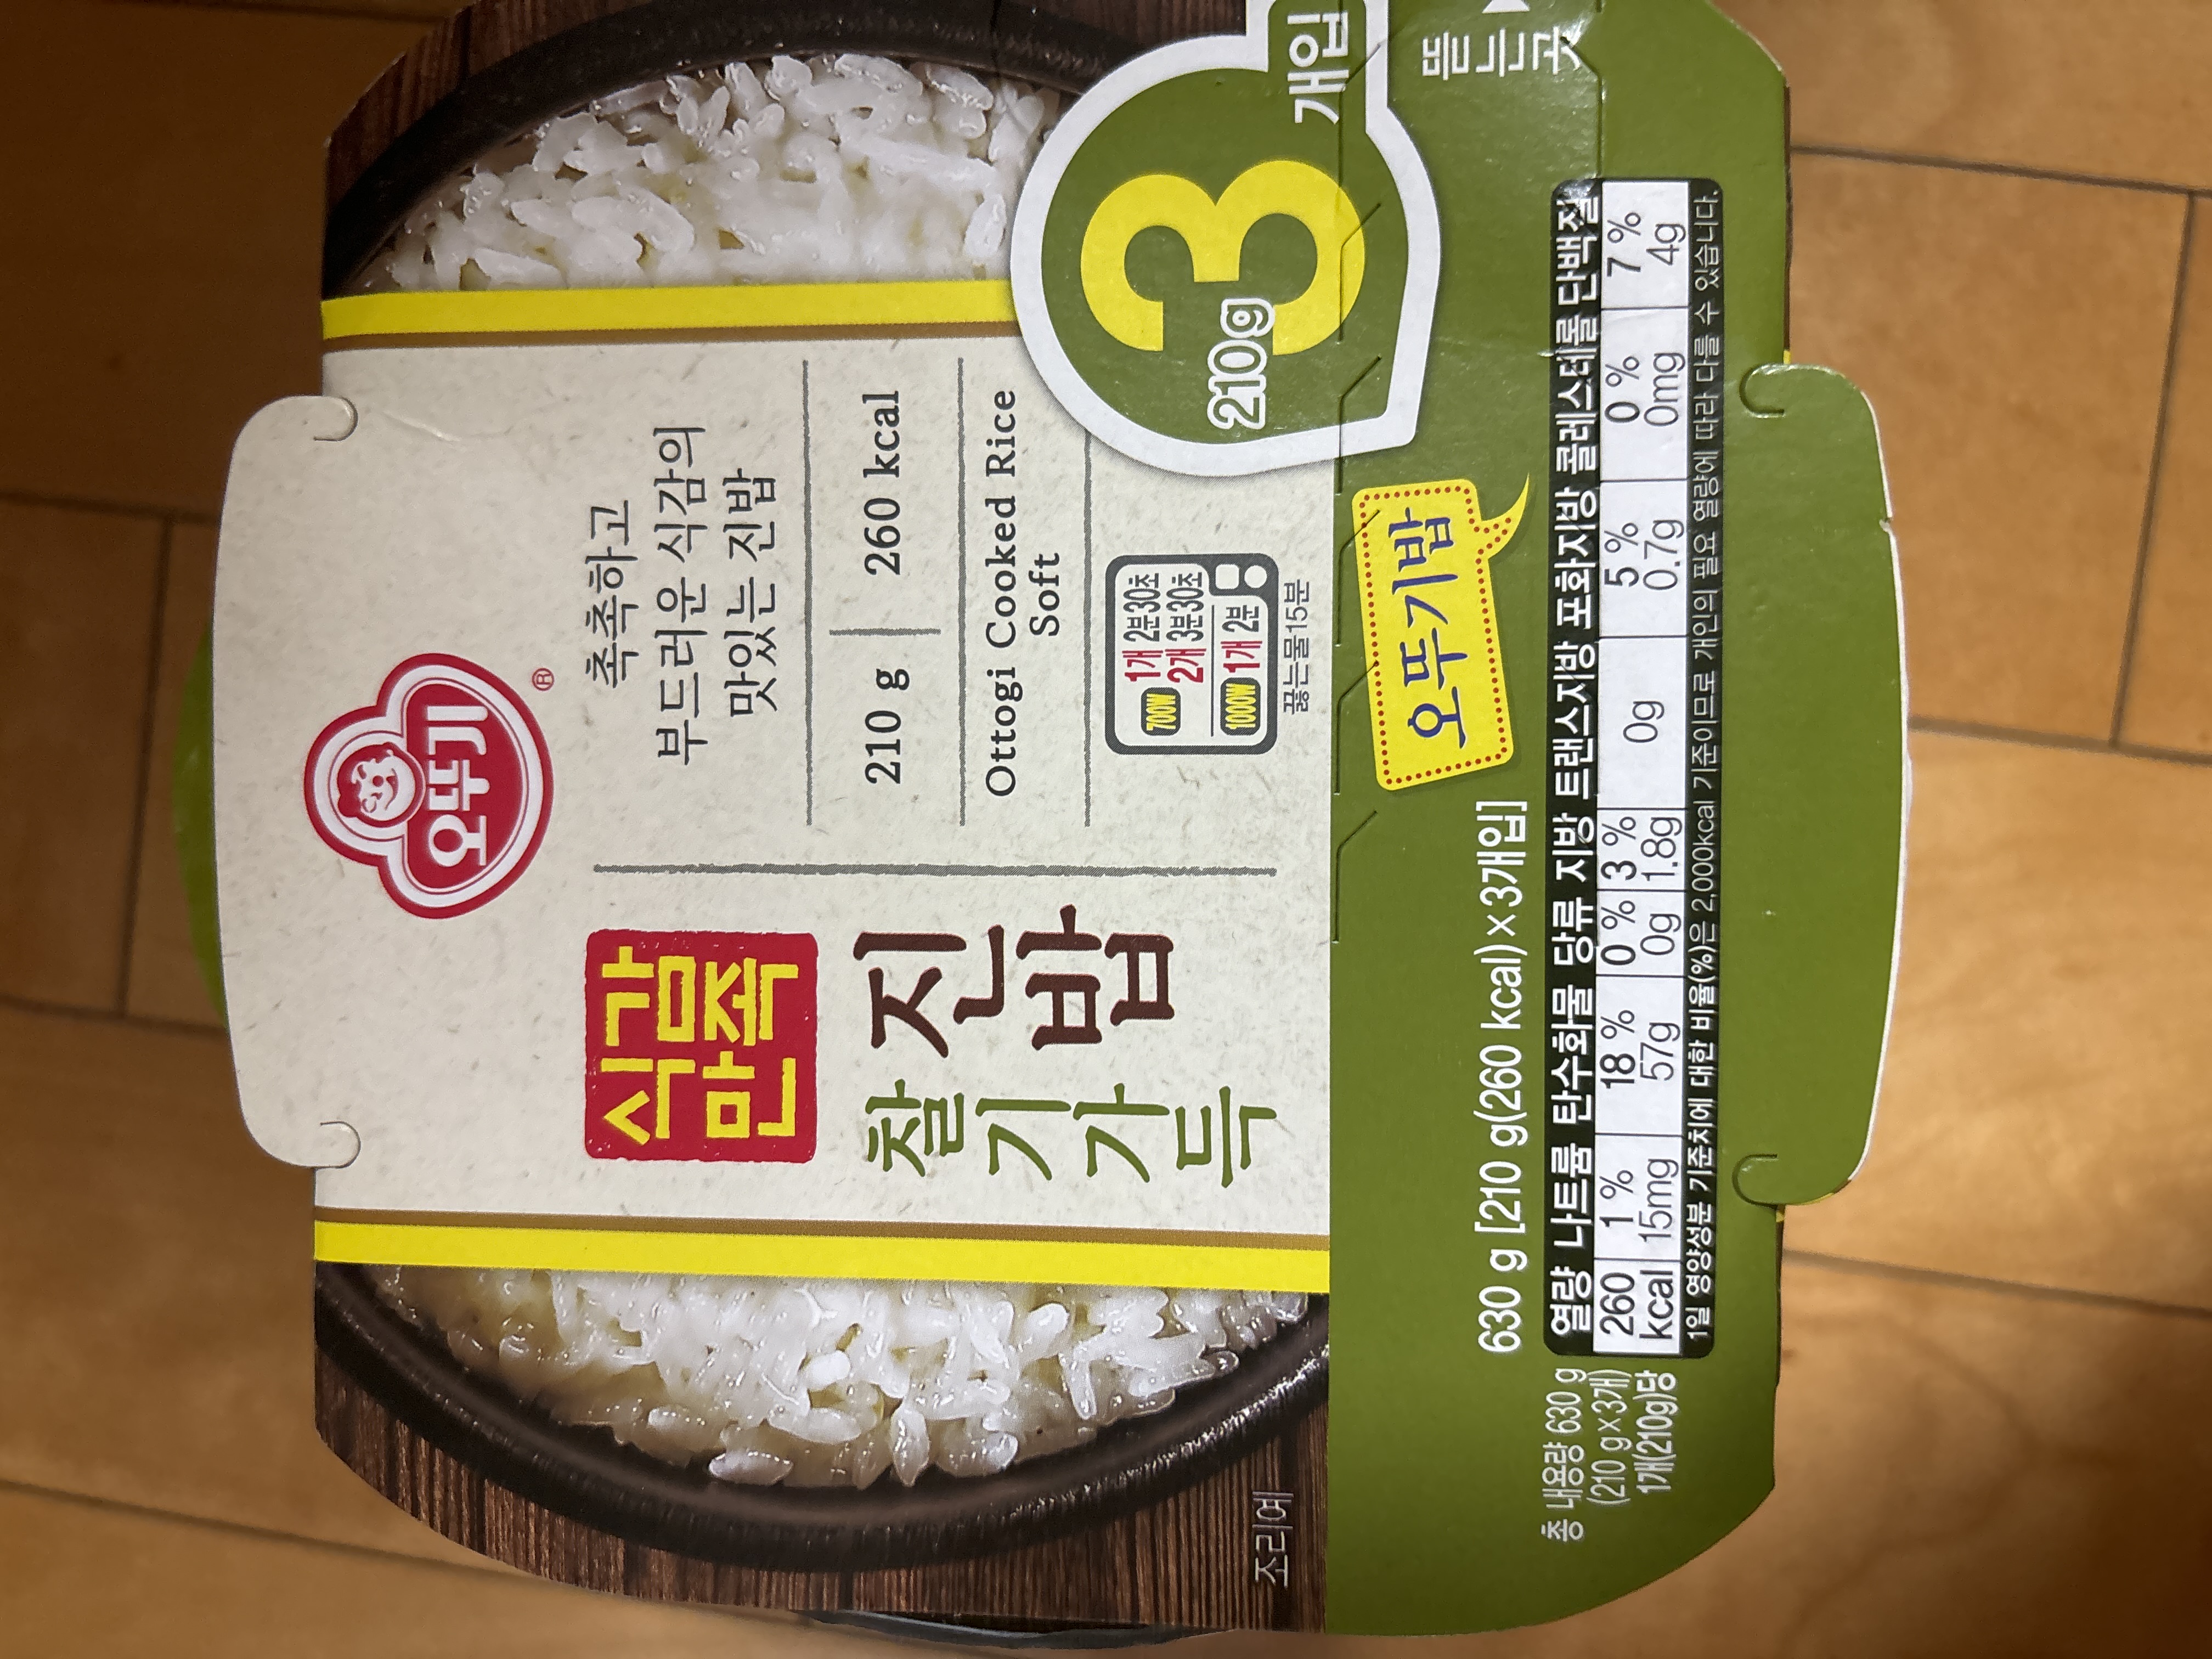 오뚜기
®
식감
만족
찰기가득
진밥
촉촉하고
부드러운 식감의
맛있는 진밥
210 g
260 kcal
Ottogi Cooked Rice
Soft
700W 1개 2분30초
2개 3분30초
1000W 1개 2분
끓는물15분
3개입
210g
조리예
오뚜기밥
뜯는곳
630 g [210 g(260 kcal)×3개입]
총 내용량 630 g
(210 g×3개)
1개(210g)당
열량 나트륨 탄수화물 당류 지방 트랜스지방 포화지방 콜레스테롤 단백질
260 1 % 18 % 0 % 3 % 0g 5 % 0 % 7 %
kcal 15mg 57g 0g 1.8g 0.7g 0mg 4g
1일 영양성분 기준치에 대한 비율(%)은 2,000kcal 기준이므로 개인의 필요 열량에 따라 다를 수 있습니다.